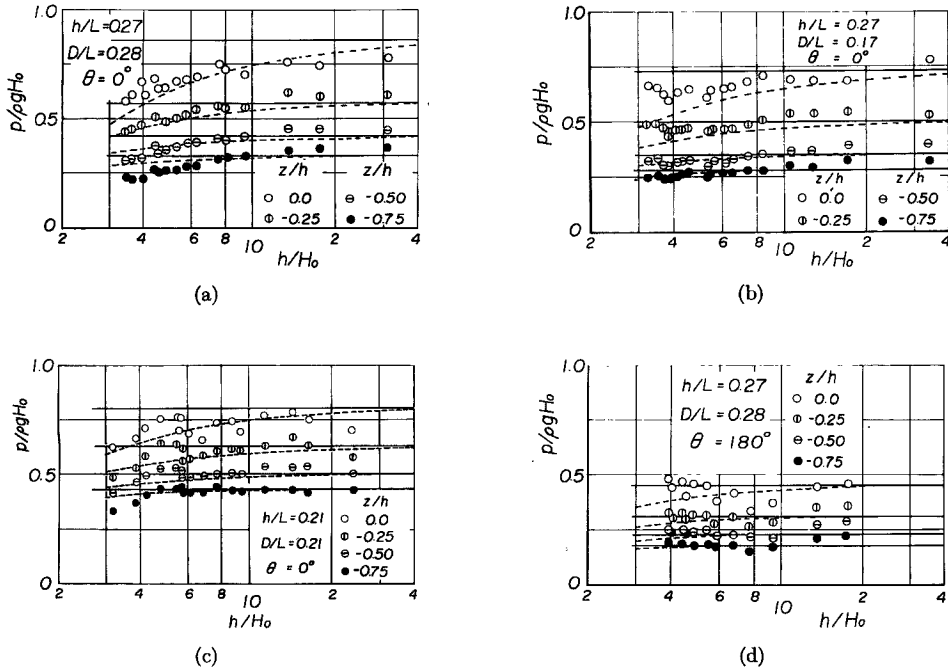 1.0
h/L=0.27
D/L=0.28
θ = 0°
p/ρgH₀
0.5
0
z/h
z/h
○ 0.0
⊖ -0.50
⦶ -0.25
● -0.75
2 4 6 8 10 2 4
h/H₀
(a)
1.0
h/L=0.27
D/L=0.17
θ = 0°
p/ρgH₀
0.5
0
z/h
z/h
○ 0.0
⊖ -0.50
⦶ -0.25
● -0.75
2 4 6 8 10 2 4
h/H₀
(b)
1.0
p/ρgH₀
0.5
0
h/L=0.21
D/L=0.21
θ = 0°
z/h
○ 0.0
⦶ -0.25
⊖ -0.50
● -0.75
2 4 6 8 10 2 4
h/H₀
(c)
1.0
h/L=0.27
D/L=0.28
θ = 180°
z/h
○ 0.0
⦶ -0.25
⊖ -0.50
● -0.75
p/ρgH₀
0.5
0
2 4 6 8 10 2 4
h/H₀
(d)